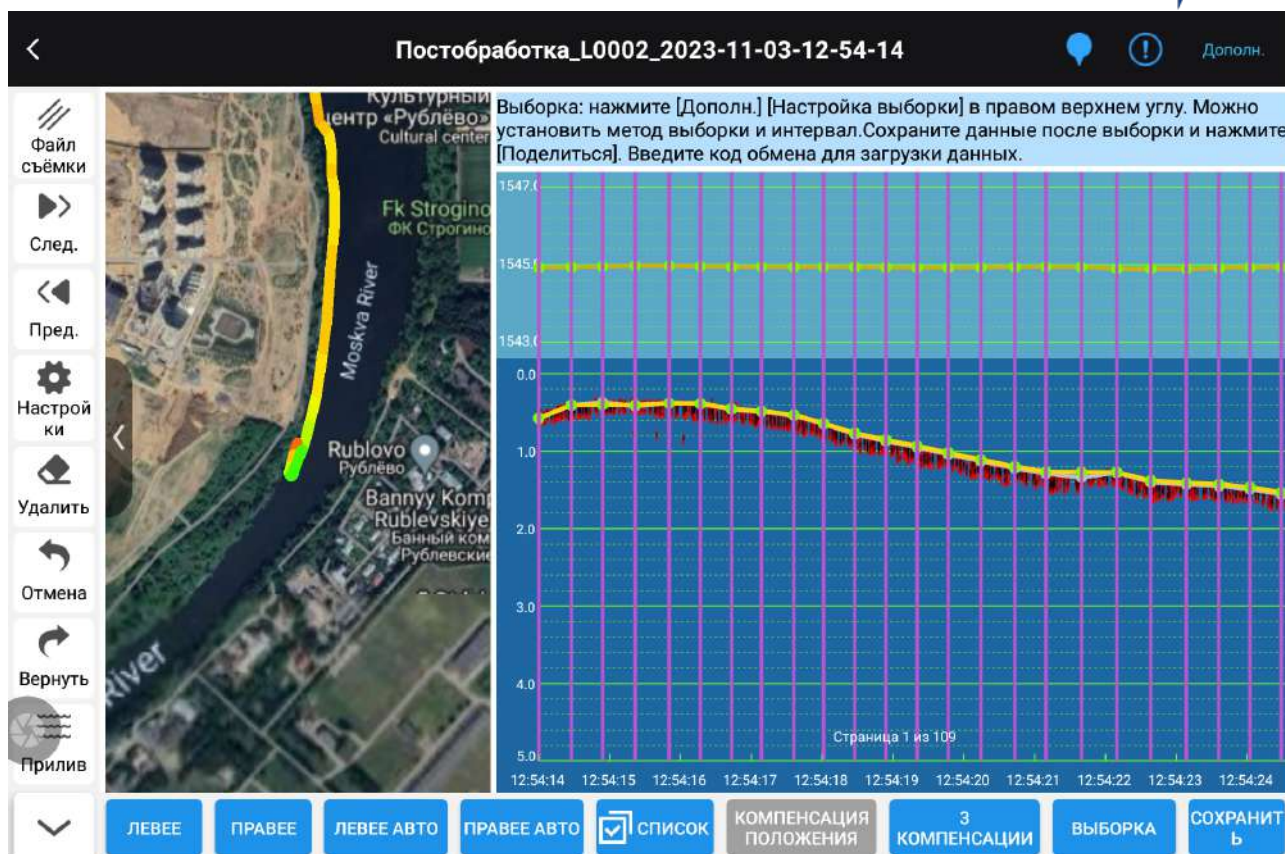 Постобработка_L0002_2023-11-03-12-54-14
Дополн.
Файл
съёмки
След.
Пред.
Настрой
ки
Удалить
Отмена
Вернуть
Прилив
Культурный
центр «Рублёво»
Cultural center
Fk Strogino
ФК Строгино
Moskva River
Rublovo
Рублёво
Bannyy Komp
Rublevskiye
Банный ком
Рублевские
River
Выборка: нажмите [Дополн.] [Настройка выборки] в правом верхнем углу. Можно
установить метод выборки и интервал.Сохраните данные после выборки и нажмите
[Поделиться]. Введите код обмена для загрузки данных.
1547.0
1545.
1543.0
0.0
1.0
2.0
3.0
4.0
5.0
Страница 1 из 109
12:54:14 12:54:15 12:54:16 12:54:17 12:54:18 12:54:19 12:54:20 12:54:21 12:54:22 12:54:23 12:54:24
ЛЕВЕЕ
ПРАВЕЕ
ЛЕВЕЕ АВТО
ПРАВЕЕ АВТО
СПИСОК
КОМПЕНСАЦИЯ
ПОЛОЖЕНИЯ
3
КОМПЕНСАЦИИ
ВЫБОРКА
СОХРАНИТ
Ь